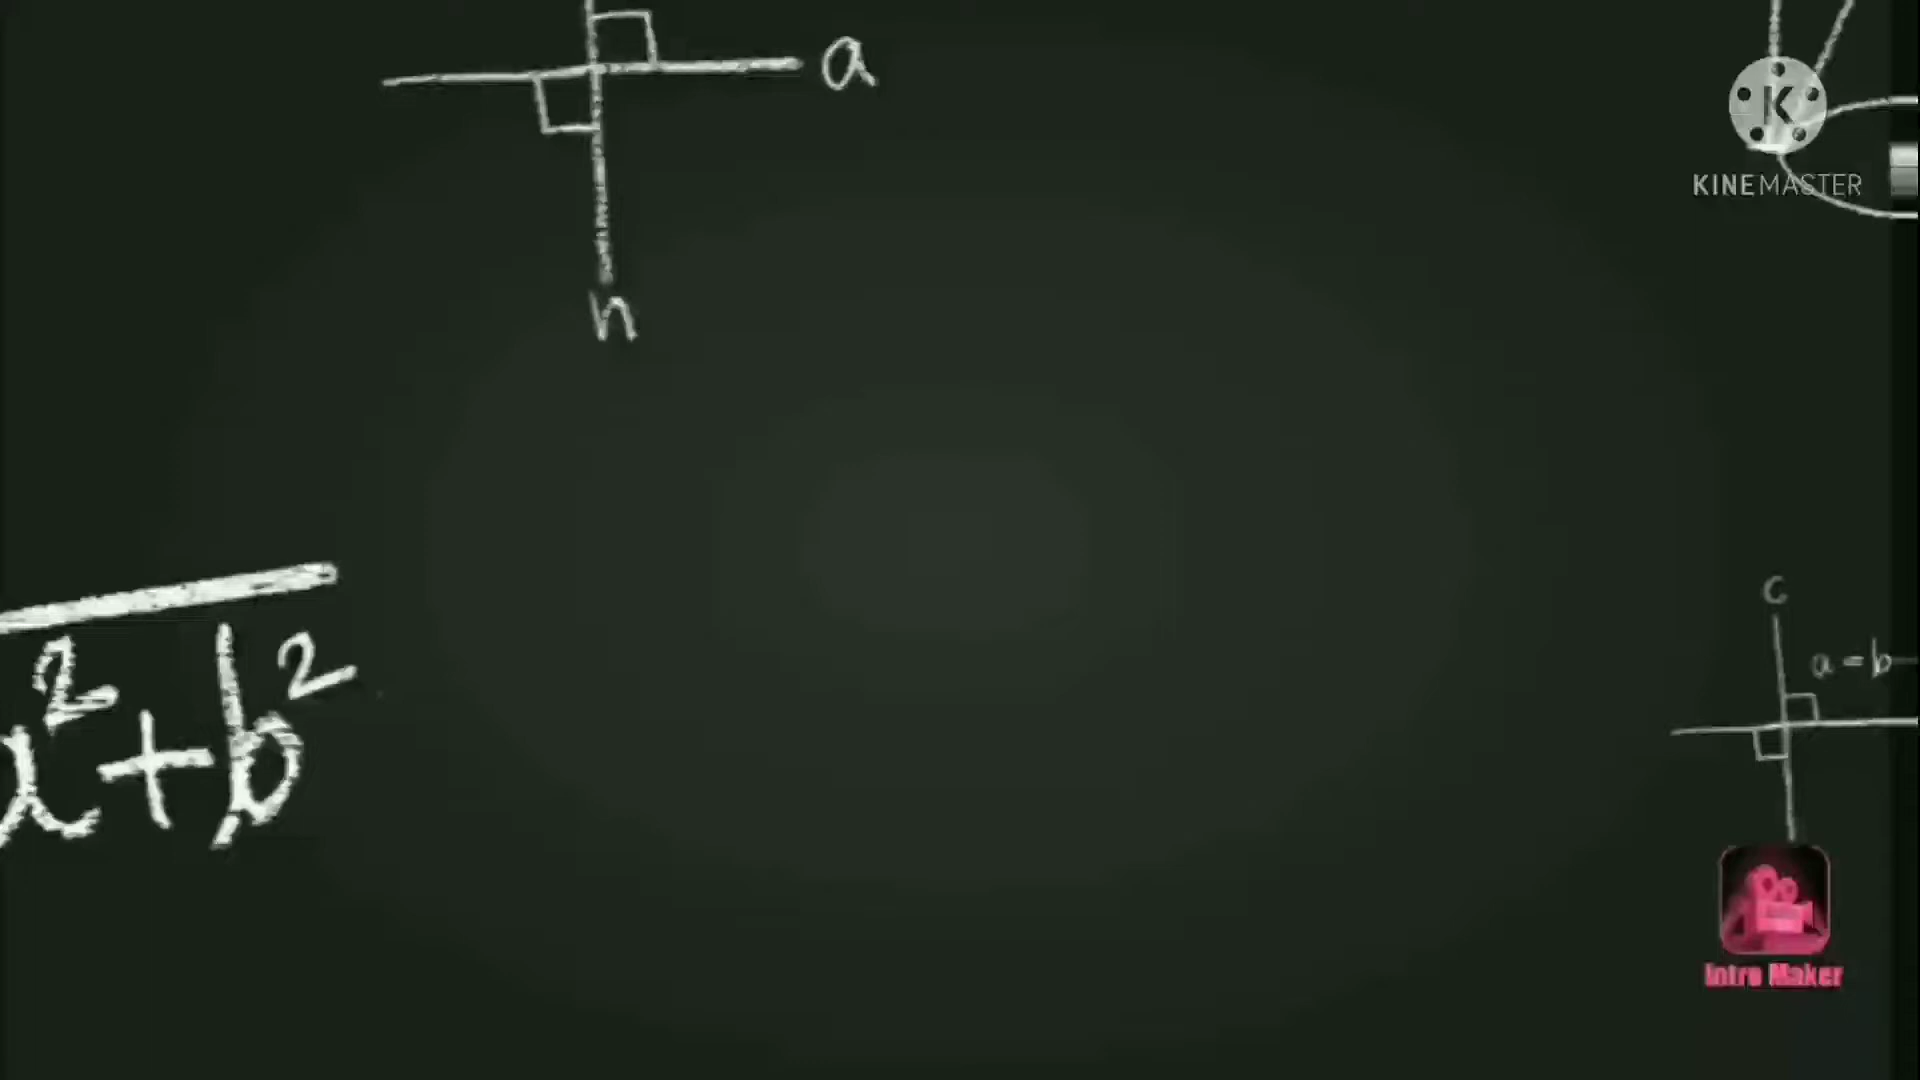 a
KINEMASTER
n
c
a = b
a² + b²
Intro Maker